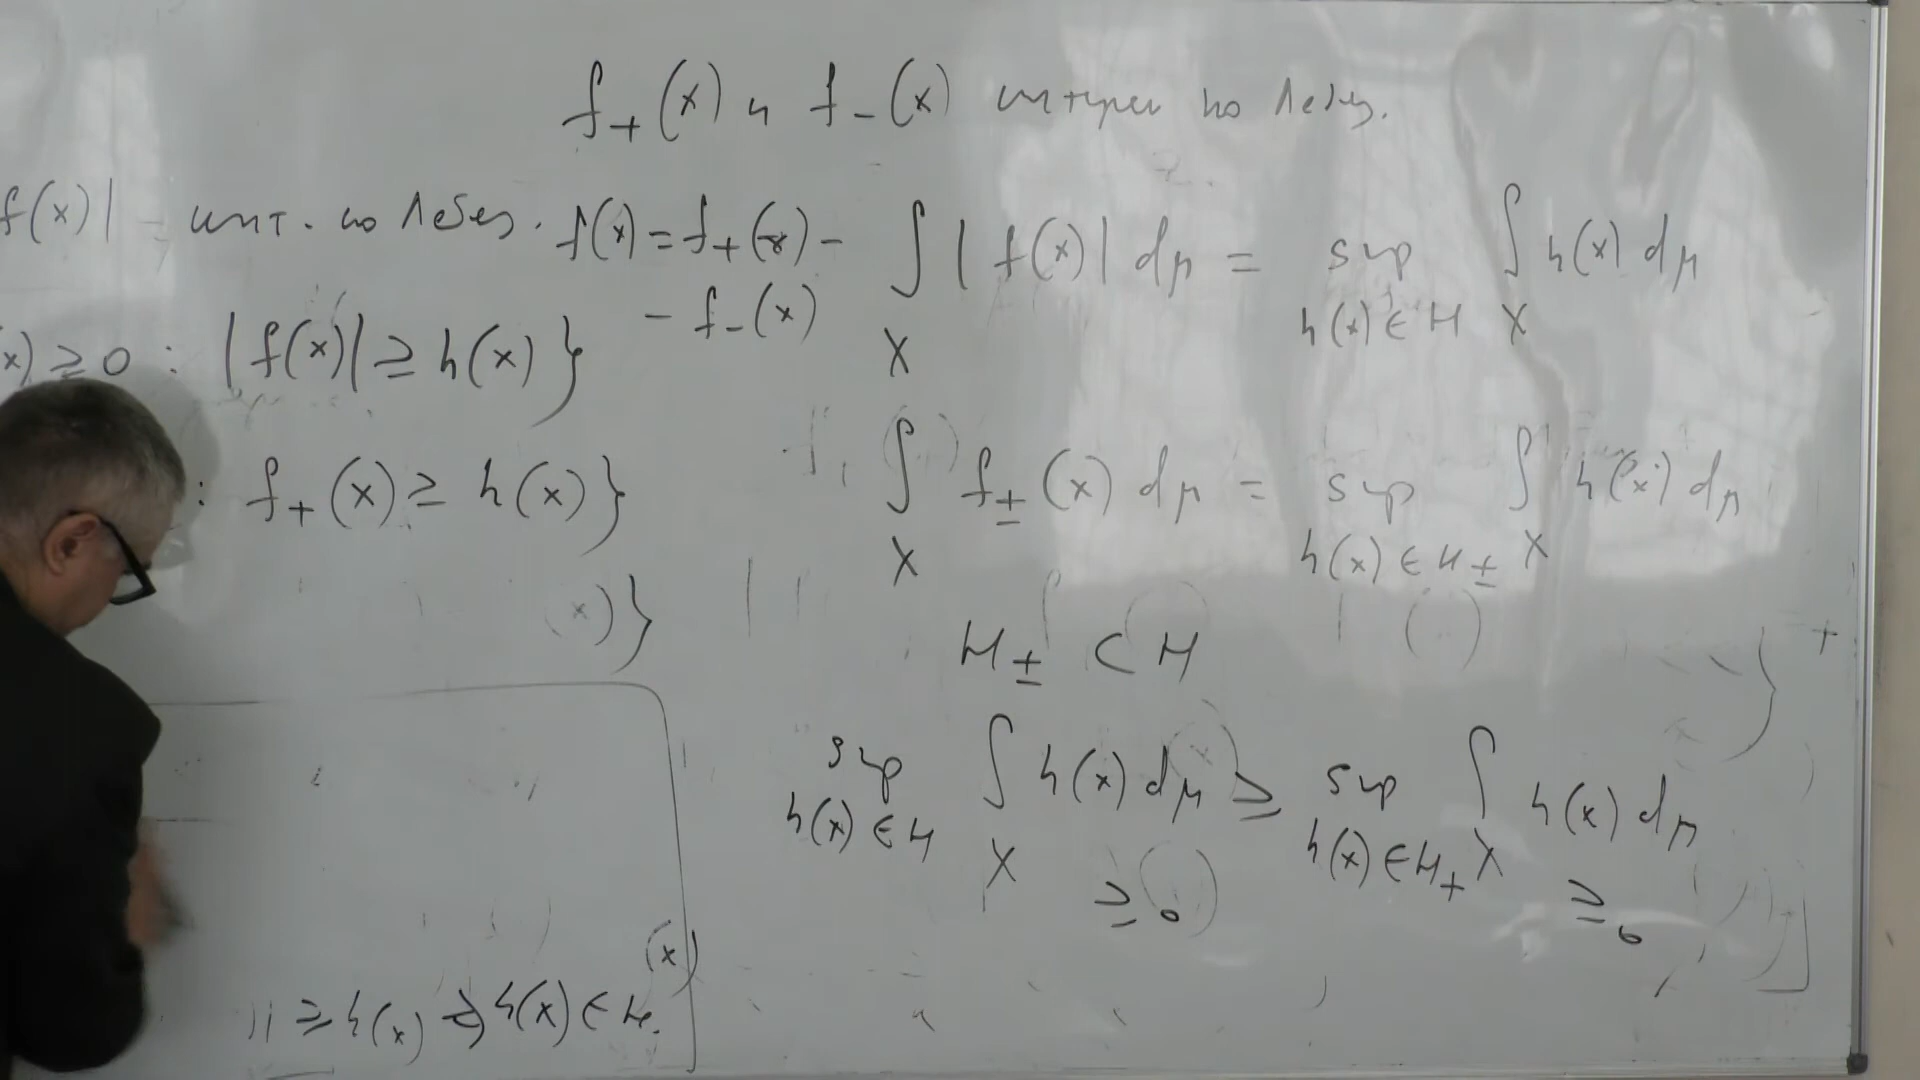 f₊(x) и f₋(x) интегр по Лебег.
f(x)| – инт. по Лебег.
x) ≥ 0 : |f(x)| ≥ h(x)}
: f₊(x) ≥ h(x)}
(x)}
≥ h(x) ⇒ h(x) ∈ H.
(x)
f(x) = f₊(x) –
– f₋(x)
∫ |f(x)| dμ = sup ∫ h(x) dμ
X h(x) ∈ H X
∫ f±(x) dμ = sup ∫ h(x) dμ
X h(x) ∈ H± X
H± ⊂ H
sup ∫ h(x) dμ ≥ sup ∫ h(x) dμ
h(x) ∈ H X ≥ 0 h(x) ∈ H₊ X ≥ 0